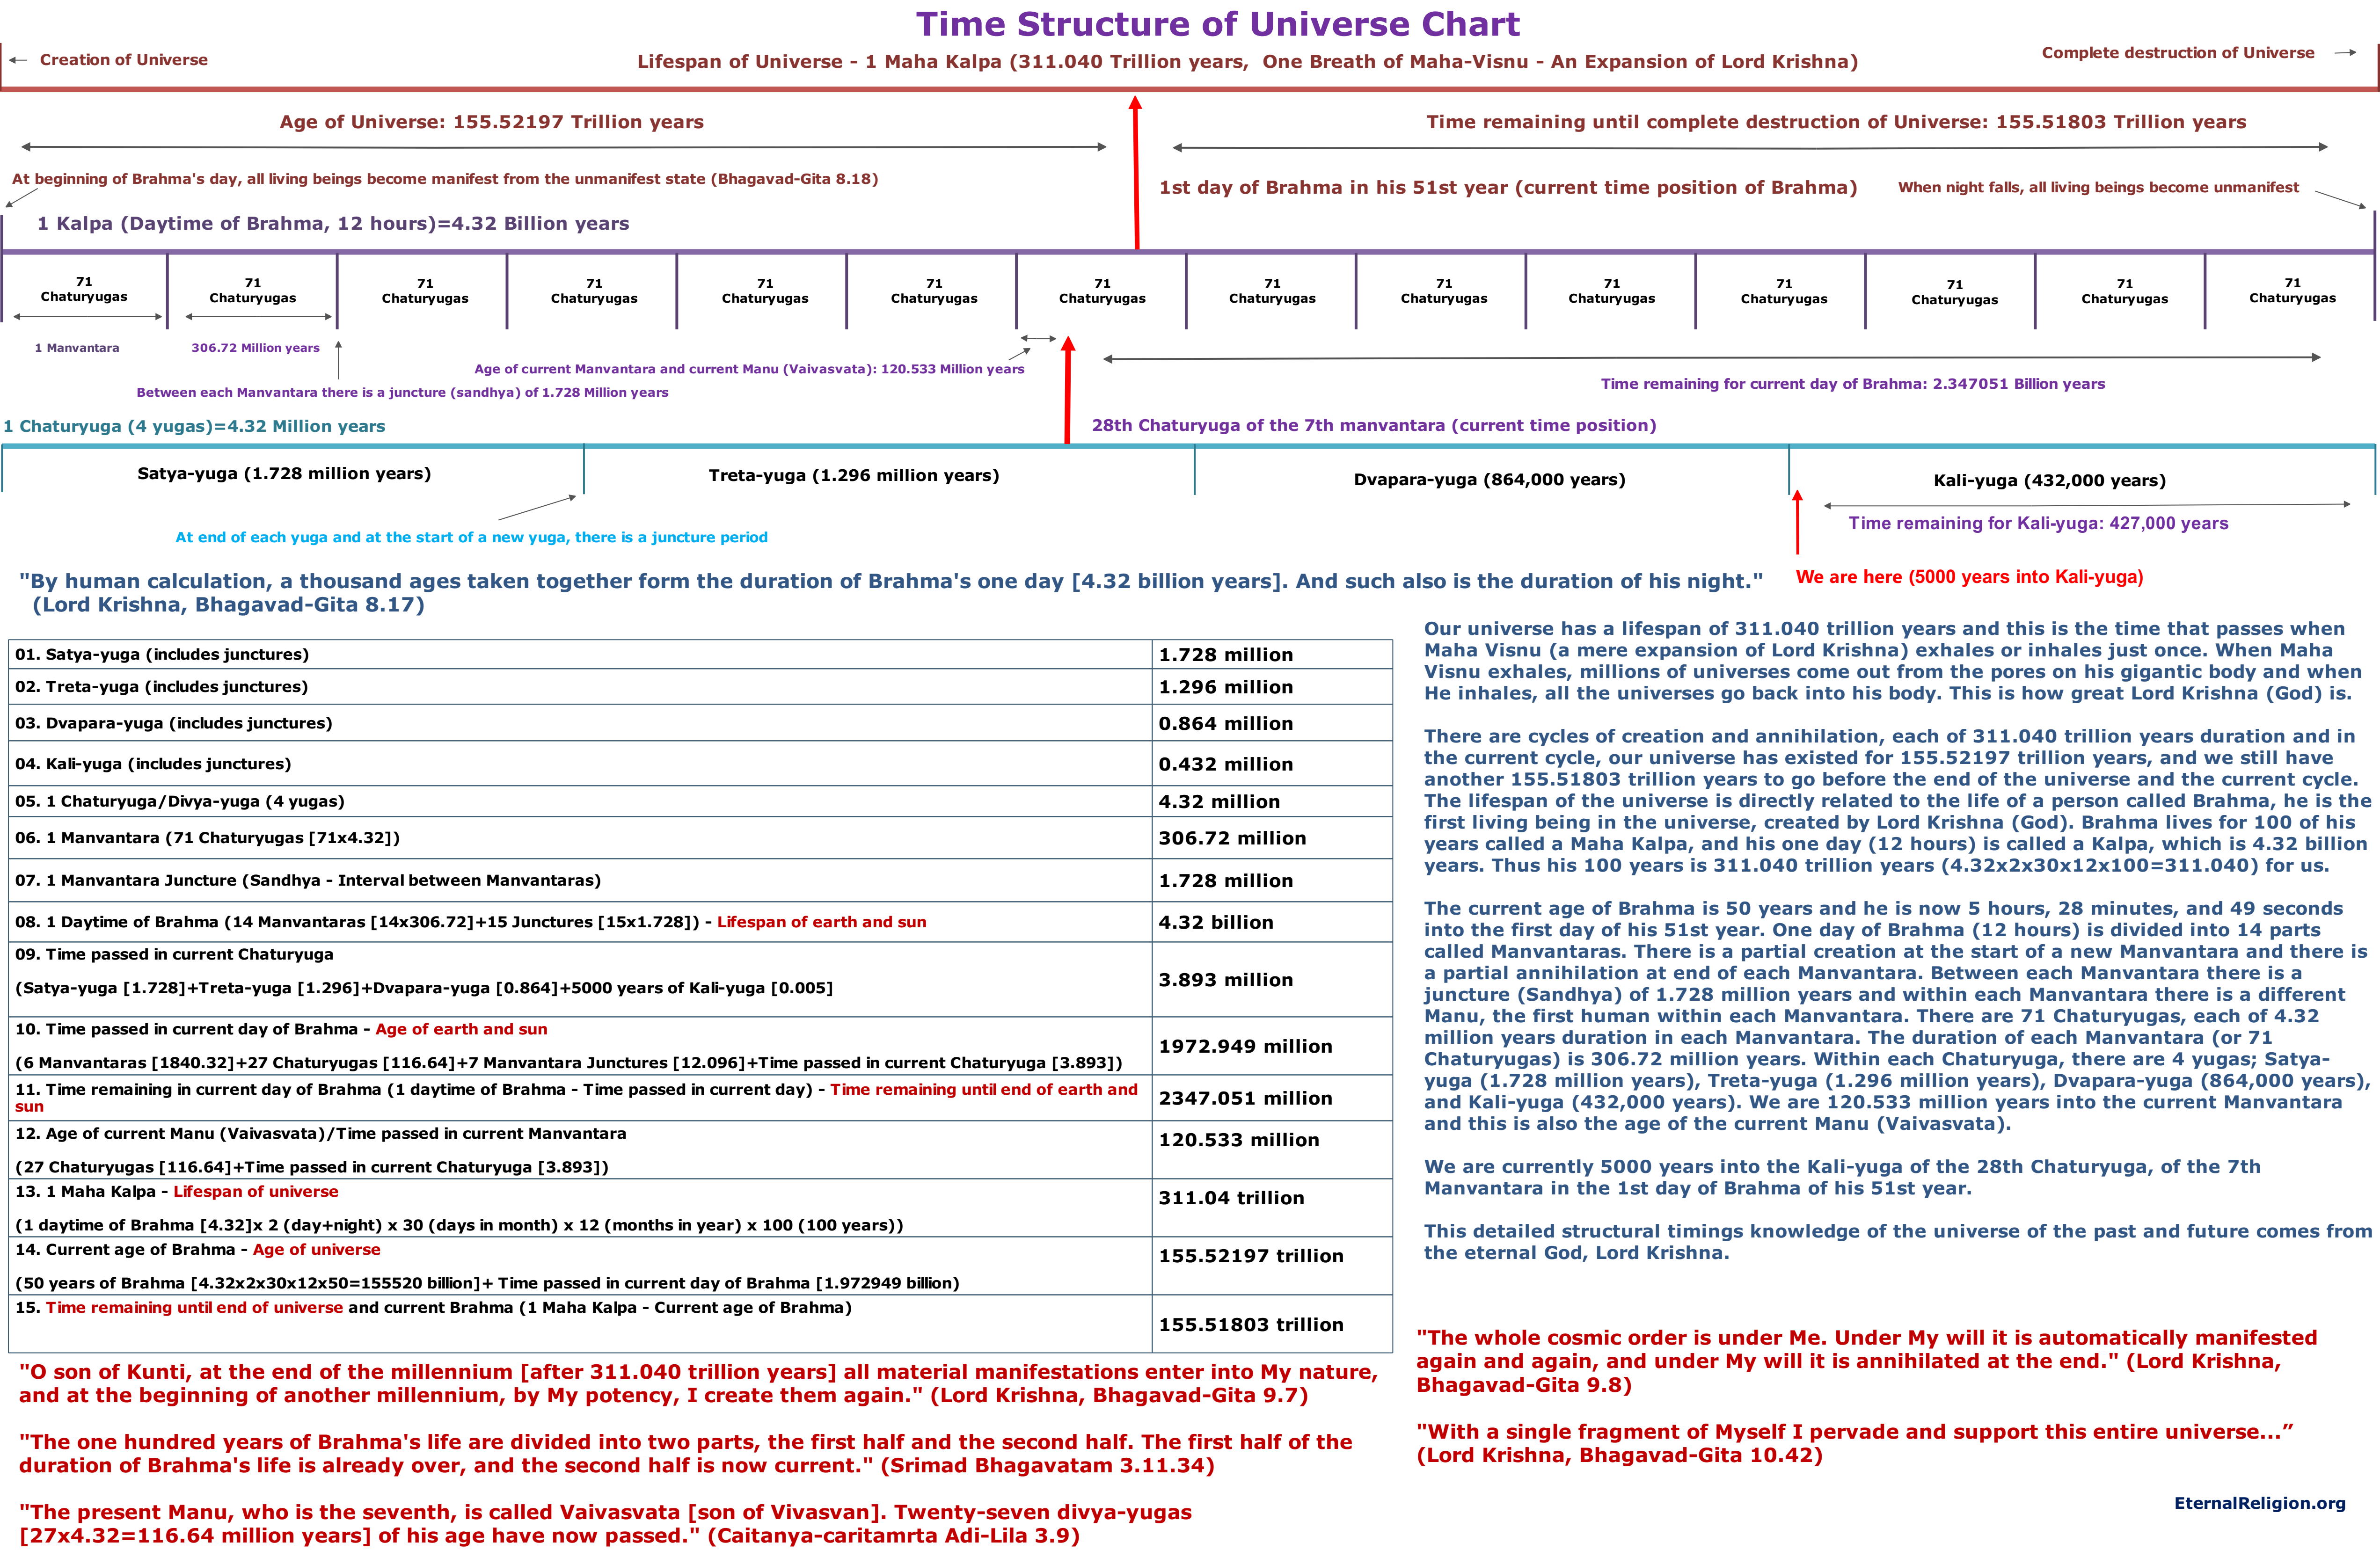 Time Structure of Universe Chart
Creation of Universe
Lifespan of Universe - 1 Maha Kalpa (311.040 Trillion years,  One Breath of Maha-Visnu - An Expansion of Lord Krishna)
Complete destruction of Universe
Age of Universe: 155.52197 Trillion years
Time remaining until complete destruction of Universe: 155.51803 Trillion years
At beginning of Brahma's day, all living beings become manifest from the unmanifest state (Bhagavad-Gita 8.18)
1st day of Brahma in his 51st year (current time position of Brahma)
When night falls, all living beings become unmanifest
1 Kalpa (Daytime of Brahma, 12 hours)=4.32 Billion years
71
Chaturyugas
71
Chaturyugas
71
Chaturyugas
71
Chaturyugas
71
Chaturyugas
71
Chaturyugas
71
Chaturyugas
71
Chaturyugas
71
Chaturyugas
71
Chaturyugas
71
Chaturyugas
71
Chaturyugas
71
Chaturyugas
71
Chaturyugas
1 Manvantara
306.72 Million years
Age of current Manvantara and current Manu (Vaivasvata): 120.533 Million years
Time remaining for current day of Brahma: 2.347051 Billion years
Between each Manvantara there is a juncture (sandhya) of 1.728 Million years
1 Chaturyuga (4 yugas)=4.32 Million years
28th Chaturyuga of the 7th manvantara (current time position)
Satya-yuga (1.728 million years)
Treta-yuga (1.296 million years)
Dvapara-yuga (864,000 years)
Kali-yuga (432,000 years)
Time remaining for Kali-yuga: 427,000 years
At end of each yuga and at the start of a new yuga, there is a juncture period
We are here (5000 years into Kali-yuga)
"By human calculation, a thousand ages taken together form the duration of Brahma's one day [4.32 billion years]. And such also is the duration of his night."
(Lord Krishna, Bhagavad-Gita 8.17)
01. Satya-yuga (includes junctures)
1.728 million
02. Treta-yuga (includes junctures)
1.296 million
03. Dvapara-yuga (includes junctures)
0.864 million
04. Kali-yuga (includes junctures)
0.432 million
05. 1 Chaturyuga/Divya-yuga (4 yugas)
4.32 million
06. 1 Manvantara (71 Chaturyugas [71x4.32])
306.72 million
07. 1 Manvantara Juncture (Sandhya - Interval between Manvantaras)
1.728 million
08. 1 Daytime of Brahma (14 Manvantaras [14x306.72]+15 Junctures [15x1.728]) - Lifespan of earth and sun
4.32 billion
09. Time passed in current Chaturyuga
(Satya-yuga [1.728]+Treta-yuga [1.296]+Dvapara-yuga [0.864]+5000 years of Kali-yuga [0.005]
3.893 million
10. Time passed in current day of Brahma - Age of earth and sun
(6 Manvantaras [1840.32]+27 Chaturyugas [116.64]+7 Manvantara Junctures [12.096]+Time passed in current Chaturyuga [3.893])
1972.949 million
11. Time remaining in current day of Brahma (1 daytime of Brahma - Time passed in current day) - Time remaining until end of earth and
sun
2347.051 million
12. Age of current Manu (Vaivasvata)/Time passed in current Manvantara
(27 Chaturyugas [116.64]+Time passed in current Chaturyuga [3.893])
120.533 million
13. 1 Maha Kalpa - Lifespan of universe
(1 daytime of Brahma [4.32]x 2 (day+night) x 30 (days in month) x 12 (months in year) x 100 (100 years))
311.04 trillion
14. Current age of Brahma - Age of universe
(50 years of Brahma [4.32x2x30x12x50=155520 billion]+ Time passed in current day of Brahma [1.972949 billion)
155.52197 trillion
15. Time remaining until end of universe and current Brahma (1 Maha Kalpa - Current age of Brahma)
155.51803 trillion
"O son of Kunti, at the end of the millennium [after 311.040 trillion years] all material manifestations enter into My nature,
and at the beginning of another millennium, by My potency, I create them again." (Lord Krishna, Bhagavad-Gita 9.7)
"The one hundred years of Brahma's life are divided into two parts, the first half and the second half. The first half of the
duration of Brahma's life is already over, and the second half is now current." (Srimad Bhagavatam 3.11.34)
"The present Manu, who is the seventh, is called Vaivasvata [son of Vivasvan]. Twenty-seven divya-yugas
[27x4.32=116.64 million years] of his age have now passed." (Caitanya-caritamrta Adi-Lila 3.9)
Our universe has a lifespan of 311.040 trillion years and this is the time that passes when
Maha Visnu (a mere expansion of Lord Krishna) exhales or inhales just once. When Maha
Visnu exhales, millions of universes come out from the pores on his gigantic body and when
He inhales, all the universes go back into his body. This is how great Lord Krishna (God) is.
There are cycles of creation and annihilation, each of 311.040 trillion years duration and in
the current cycle, our universe has existed for 155.52197 trillion years, and we still have
another 155.51803 trillion years to go before the end of the universe and the current cycle.
The lifespan of the universe is directly related to the life of a person called Brahma, he is the
first living being in the universe, created by Lord Krishna (God). Brahma lives for 100 of his
years called a Maha Kalpa, and his one day (12 hours) is called a Kalpa, which is 4.32 billion
years. Thus his 100 years is 311.040 trillion years (4.32x2x30x12x100=311.040) for us.
The current age of Brahma is 50 years and he is now 5 hours, 28 minutes, and 49 seconds
into the first day of his 51st year. One day of Brahma (12 hours) is divided into 14 parts
called Manvantaras. There is a partial creation at the start of a new Manvantara and there is
a partial annihilation at end of each Manvantara. Between each Manvantara there is a
juncture (Sandhya) of 1.728 million years and within each Manvantara there is a different
Manu, the first human within each Manvantara. There are 71 Chaturyugas, each of 4.32
million years duration in each Manvantara. The duration of each Manvantara (or 71
Chaturyugas) is 306.72 million years. Within each Chaturyuga, there are 4 yugas; Satya-
yuga (1.728 million years), Treta-yuga (1.296 million years), Dvapara-yuga (864,000 years),
and Kali-yuga (432,000 years). We are 120.533 million years into the current Manvantara
and this is also the age of the current Manu (Vaivasvata).
We are currently 5000 years into the Kali-yuga of the 28th Chaturyuga, of the 7th
Manvantara in the 1st day of Brahma of his 51st year.
This detailed structural timings knowledge of the universe of the past and future comes from
the eternal God, Lord Krishna.
"The whole cosmic order is under Me. Under My will it is automatically manifested
again and again, and under My will it is annihilated at the end." (Lord Krishna,
Bhagavad-Gita 9.8)
"With a single fragment of Myself I pervade and support this entire universe...”
(Lord Krishna, Bhagavad-Gita 10.42)
EternalReligion.org